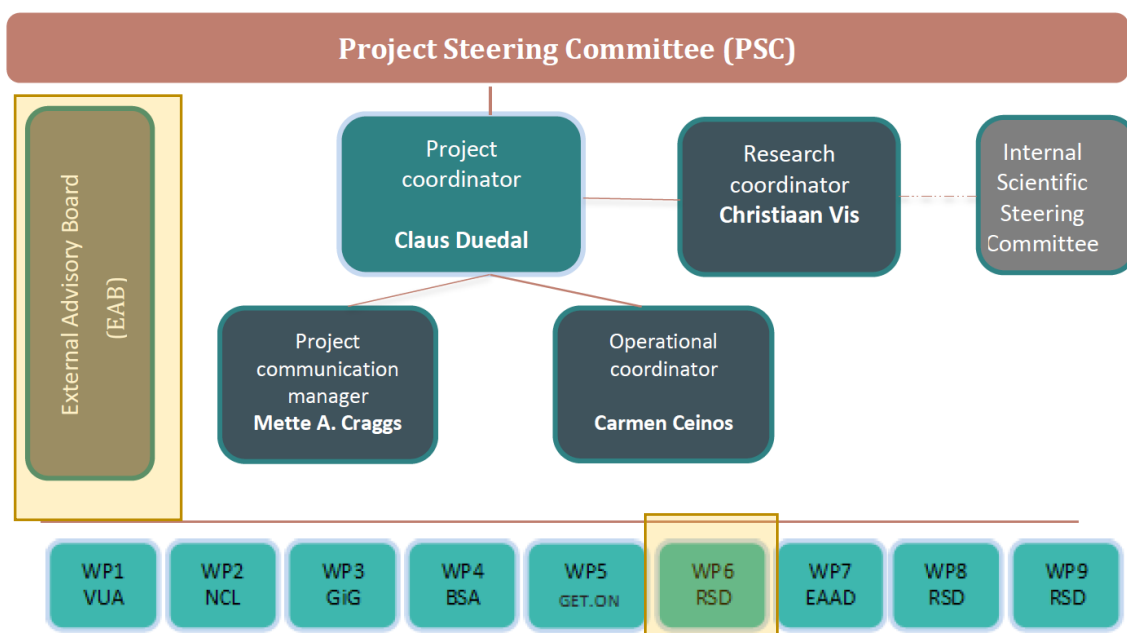 Project Steering Committee (PSC)
External Advisory Board
(EAB)
Project
coordinator
Claus Duedal
Research
coordinator
Christiaan Vis
Internal
Scientific
Steering
Committee
Project
communication
manager
Mette A. Craggs
Operational
coordinator
Carmen Ceinos
WP1
VUA
WP2
NCL
WP3
GiG
WP4
BSA
WP5
GET.ON
WP6
RSD
WP7
EAAD
WP8
RSD
WP9
RSD